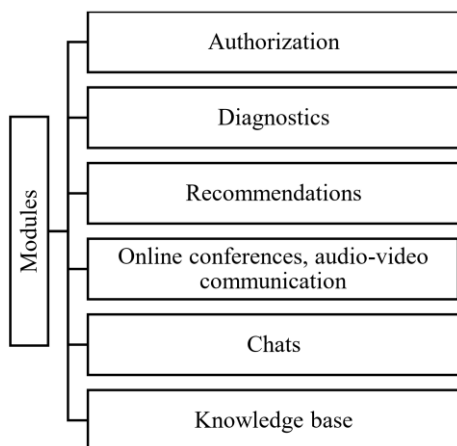 Modules
Authorization
Diagnostics
Recommendations
Online conferences, audio-video
communication
Chats
Knowledge base